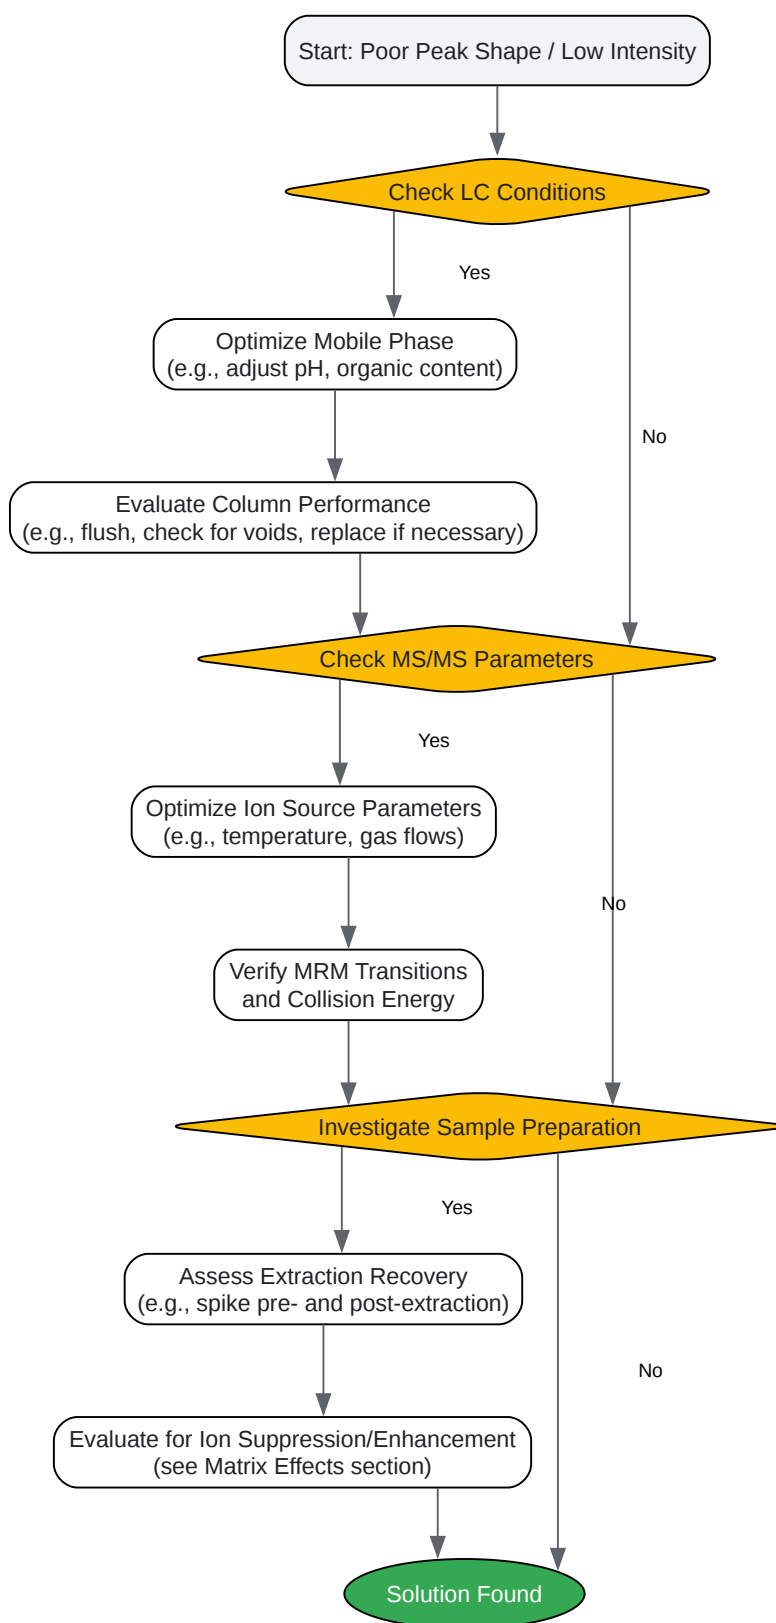 Start: Poor Peak Shape / Low Intensity
Check LC Conditions
Yes
Optimize Mobile Phase
(e.g., adjust pH, organic content)
No
Evaluate Column Performance
(e.g., flush, check for voids, replace if necessary)
Check MS/MS Parameters
Yes
Optimize Ion Source Parameters
(e.g., temperature, gas flows)
No
Verify MRM Transitions
and Collision Energy
Investigate Sample Preparation
Yes
Assess Extraction Recovery
(e.g., spike pre- and post-extraction)
No
Evaluate for Ion Suppression/Enhancement
(see Matrix Effects section)
Solution Found